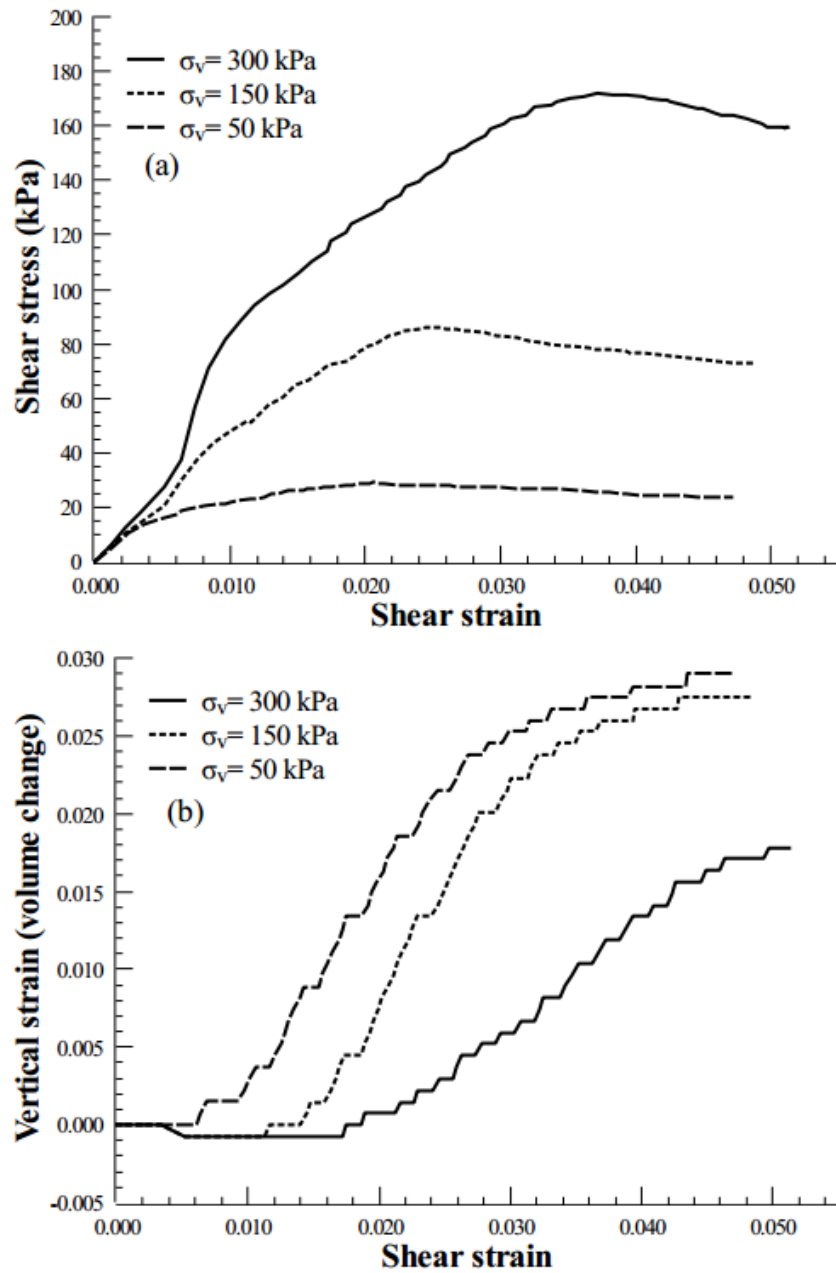 200
180
160
140
120
100
80
60
40
20
0
Shear stress (kPa)
σv= 300 kPa
σv= 150 kPa
σv= 50 kPa
(a)
0.000 0.010 0.020 0.030 0.040 0.050
Shear strain
0.030
0.025
0.020
0.015
0.010
0.005
0.000
-0.005
Vertical strain (volume change)
σv= 300 kPa
σv= 150 kPa
σv= 50 kPa
(b)
0.000 0.010 0.020 0.030 0.040 0.050
Shear strain